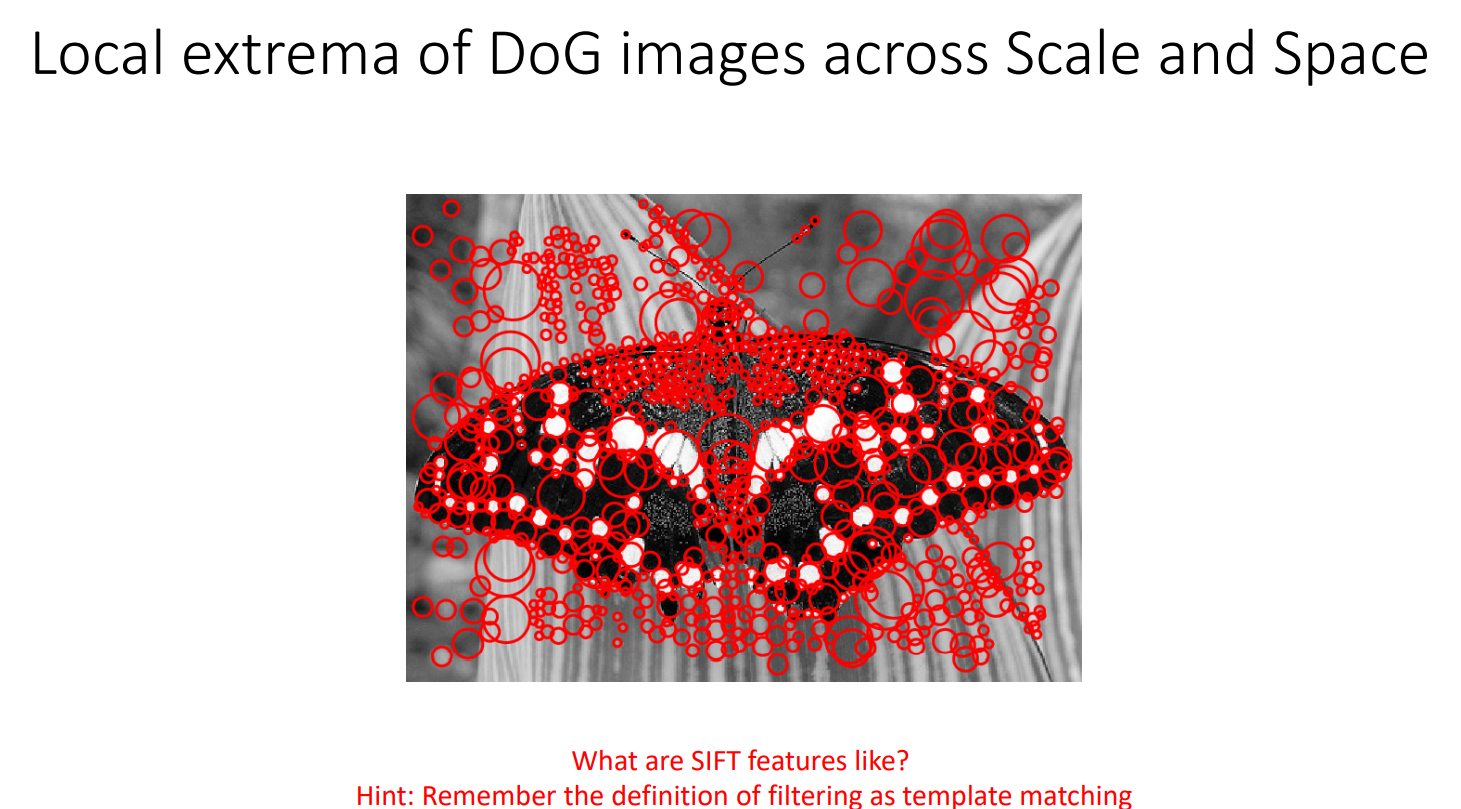 Local extrema of DoG images across Scale and Space
What are SIFT features like?
Hint: Remember the definition of filtering as template matching